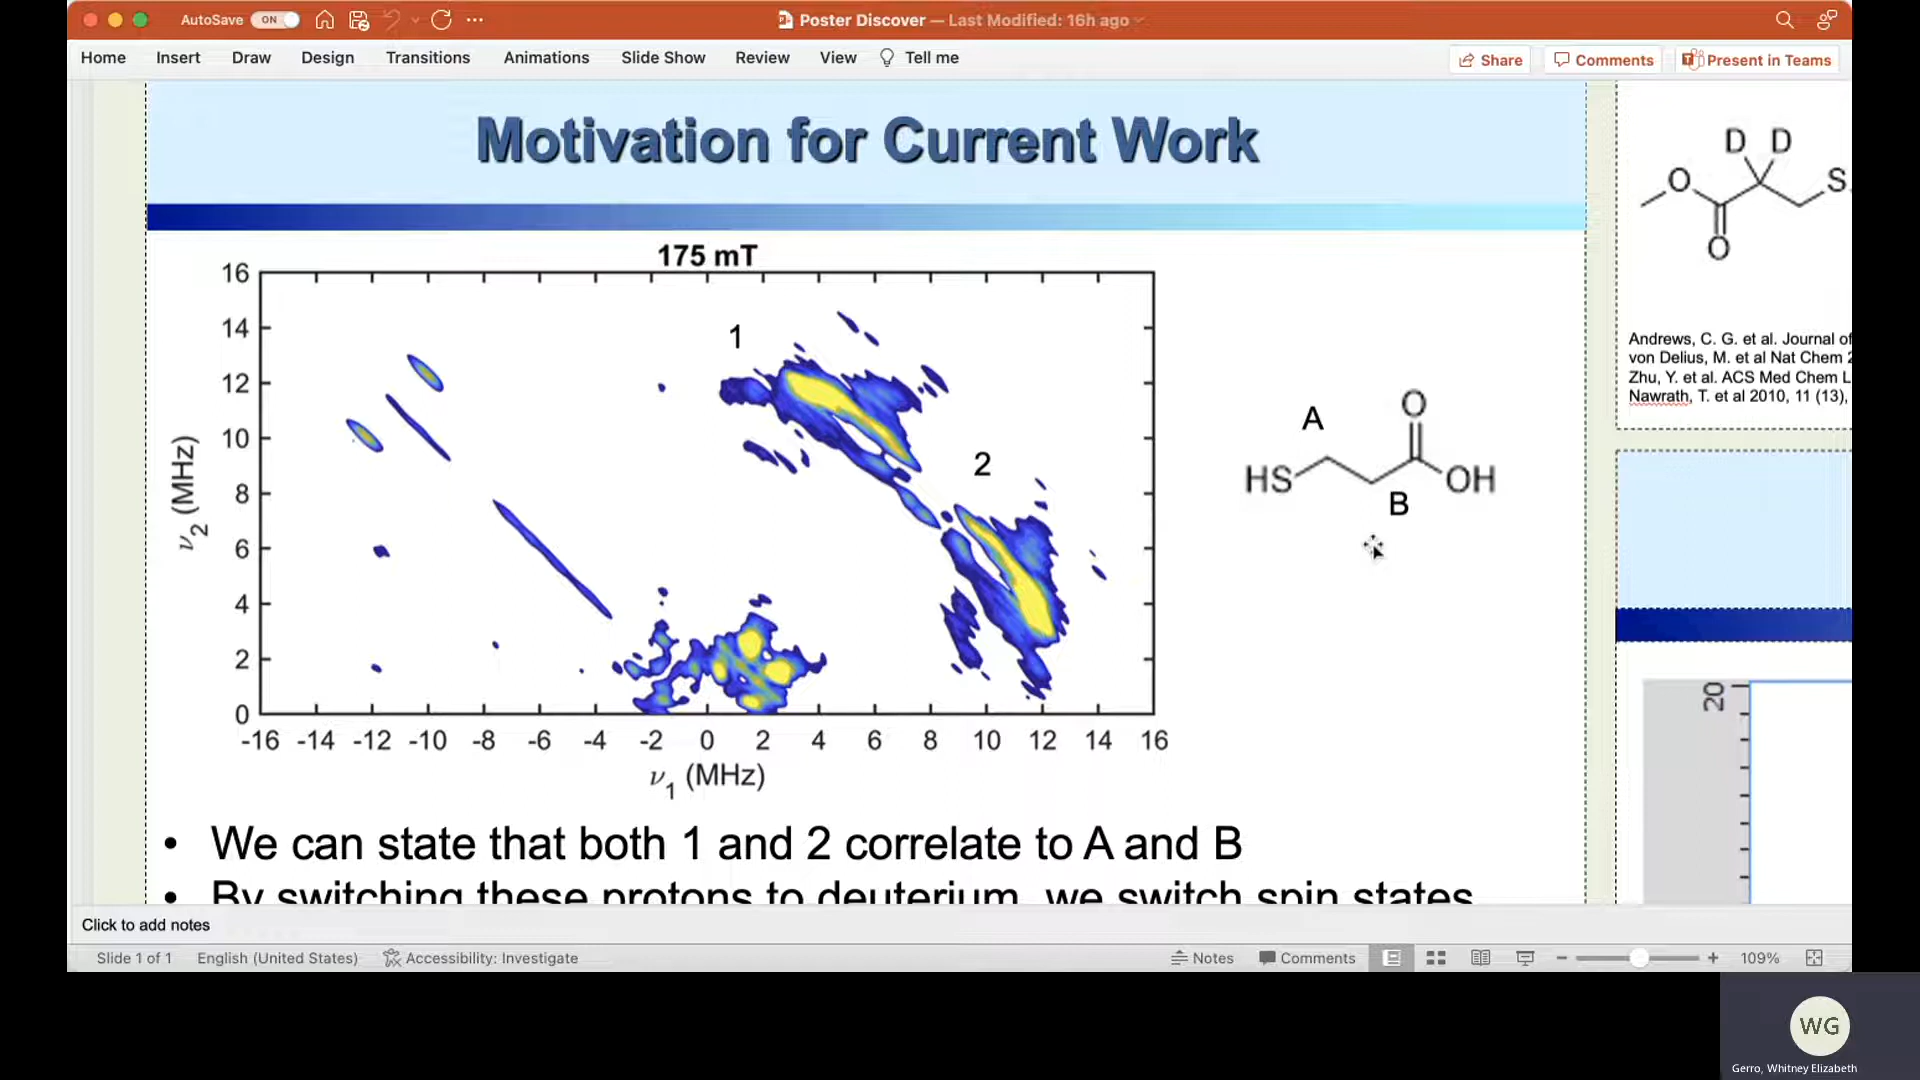 AutoSave ON ... Poster Discover — Last Modified: 16h ago
Home Insert Draw Design Transitions Animations Slide Show Review View Tell me Share Comments Present in Teams
Motivation for Current Work
175 mT
16
14
12
10
8
6
4
2
0
-16 -14 -12 -10 -8 -6 -4 -2 0 2 4 6 8 10 12 14 16
ν2 (MHz)
ν1 (MHz)
1
2
A
O
HS
OH
B
• We can state that both 1 and 2 correlate to A and B
• By switching these protons to deuterium, we switch spin states
D D
O
S
O
Andrews, C. G. et al. Journal of
von Delius, M. et al Nat Chem
Zhu, Y. et al. ACS Med Chem L
Nawrath, T. et al 2010, 11 (13),
20
Click to add notes
Slide 1 of 1 English (United States) Accessibility: Investigate Notes Comments 109%
WG
Gerro, Whitney Elizabeth